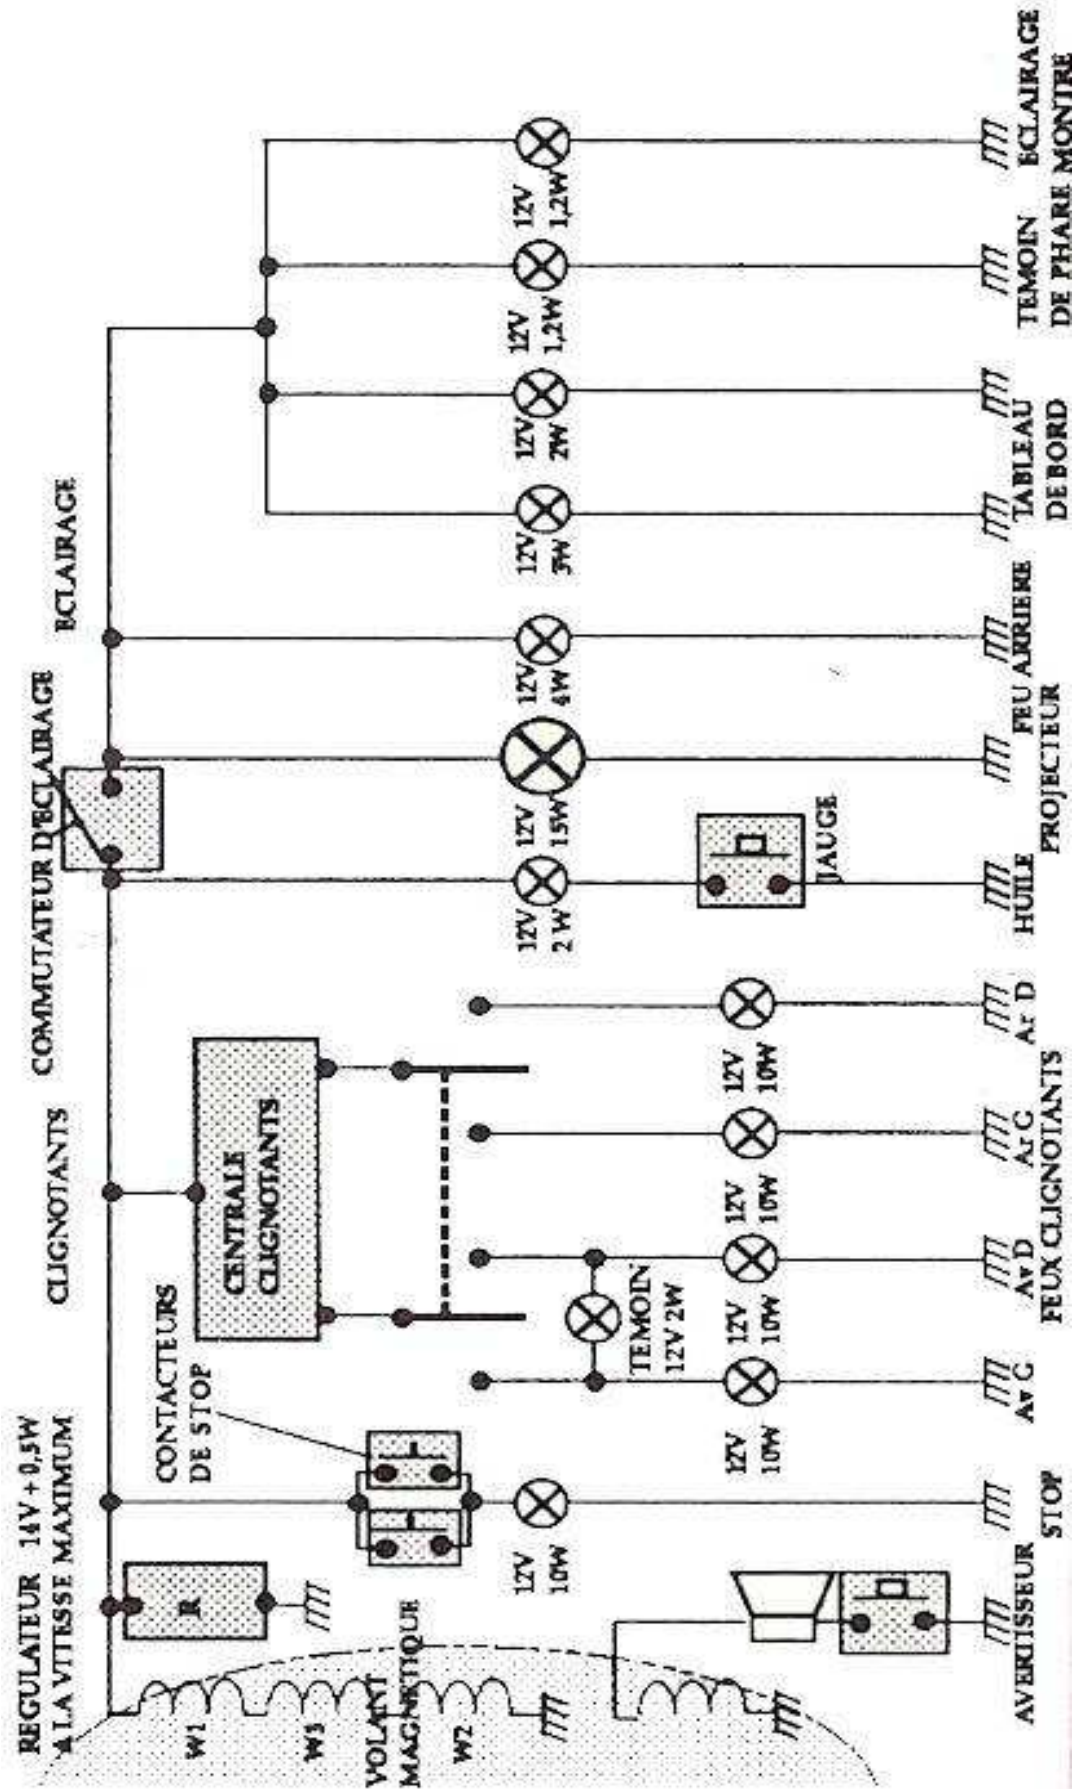 REGULATEUR 14V + 0,5W
A LA VITESSE MAXIMUM
CLIGNOTANTS
COMMUTATEUR D'ECLAIRAGE
ECLAIRAGE
R
CONTACTEURS
DE STOP
CENTRALE
CLIGNOTANTS
W1
W3
W2
VOLANT
MAGNETIQUE
12V
10W
TEMOIN
12V 2W
12V
10W
12V
10W
12V
10W
12V
10W
12V
2 W
12V
15W
12V
4W
12V
3W
12V
2W
12V
1,2W
12V
1,2W
JAUGE
AVERTISSEUR
STOP
Av G
Av D
Ar G
Ar D
FEUX CLIGNOTANTS
HUILE
PROJECTEUR
FEU ARRIERE
TABLEAU
DE BORD
TEMOIN
DE PHARE
ECLAIRAGE
MONTRE